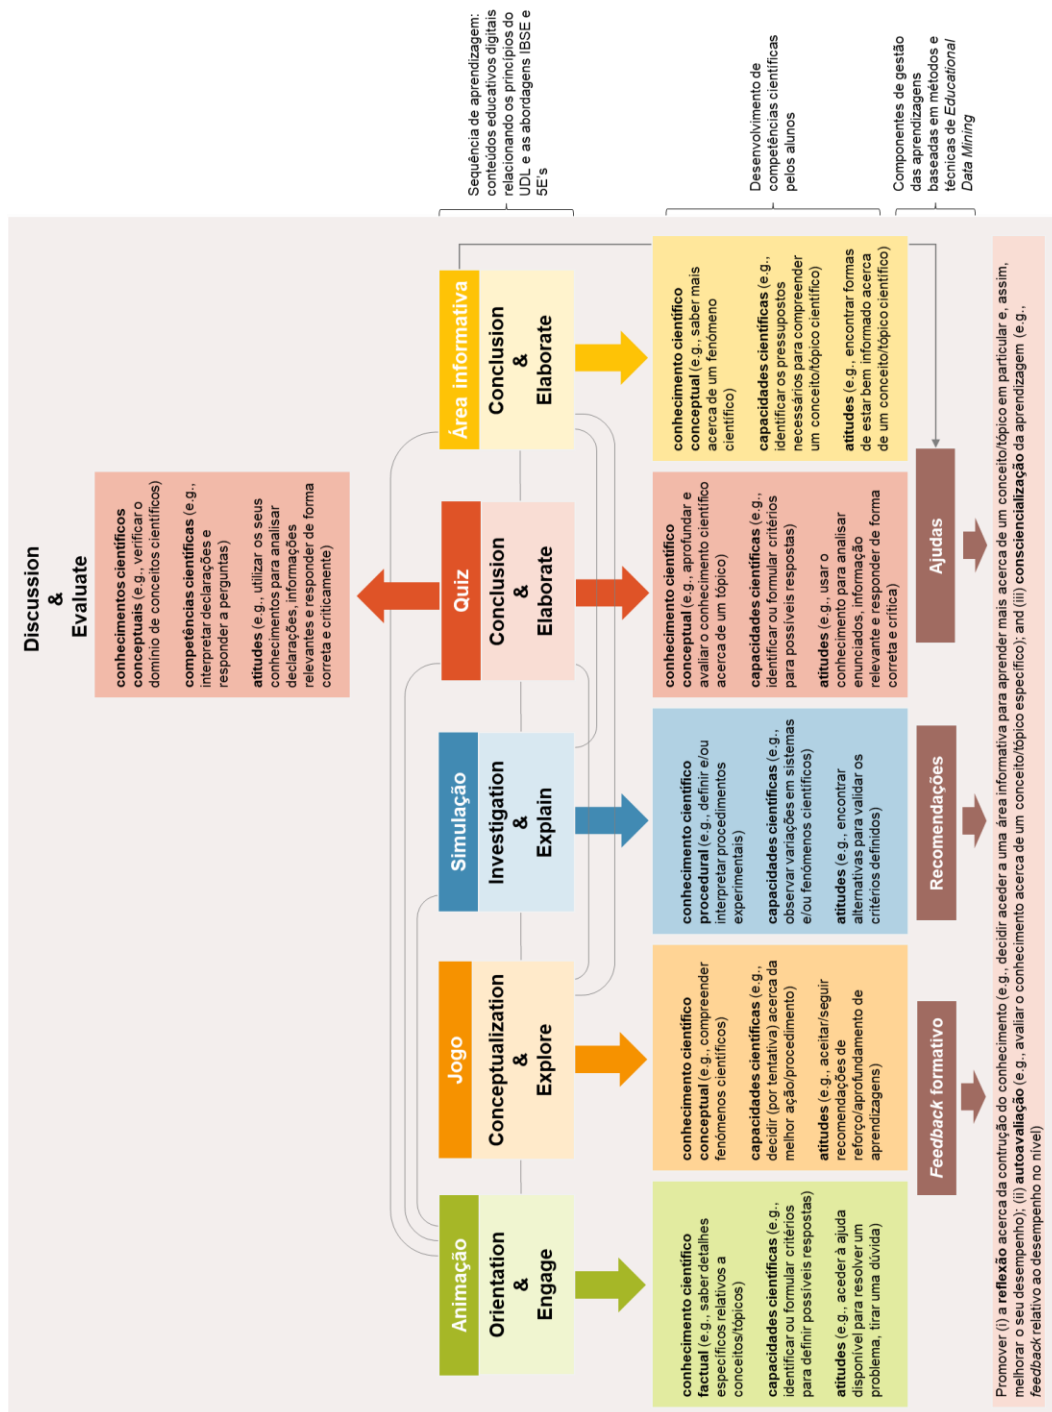 Discussion
&
Evaluate
conhecimentos científicos
conceptuais (e.g., verificar o
domínio de conceitos científicos)
competências científicas (e.g.,
interpretar declarações e
responder a perguntas)
atitudes (e.g., utilizar os seus
conhecimentos para analisar
declarações, informações
relevantes e responder de forma
correta e criticamente)
Animação
Orientation
&
Engage
Jogo
Conceptualization
&
Explore
Simulação
Investigation
&
Explain
Quiz
Conclusion
&
Elaborate
Área informativa
Conclusion
&
Elaborate
Sequência de aprendizagem:
conteúdos educativos digitais
relacionando os princípios do
UDL e as abordagens IBSE e
5E's
conhecimento científico
factual (e.g., saber detalhes
específicos relativos a
conceitos/tópicos)
capacidades científicas (e.g.,
identificar ou formular critérios
para definir possíveis respostas)
atitudes (e.g., aceder à ajuda
disponível para resolver um
problema, tirar uma dúvida)
conhecimento científico
conceptual (e.g., compreender
fenómenos científicos)
capacidades científicas (e.g.,
decidir (por tentativa) acerca da
melhor ação/procedimento)
atitudes (e.g., aceitar/seguir
recomendações de
reforço/aprofundamento de
aprendizagens)
conhecimento científico
procedural (e.g., definir e/ou
interpretar procedimentos
experimentais)
capacidades científicas (e.g.,
observar variações em sistemas
e/ou fenómenos científicos)
atitudes (e.g., encontrar
alternativas para validar os
critérios definidos)
conhecimento científico
conceptual (e.g., aprofundar e
avaliar o conhecimento científico
acerca de um tópico)
capacidades científicas (e.g.,
identificar ou formular critérios
para possíveis respostas)
atitudes (e.g., usar o
conhecimento para analisar
enunciados, informação
relevante e responder de forma
correta e crítica)
conhecimento científico
conceptual (e.g., saber mais
acerca de um fenómeno
científico)
capacidades científicas (e.g.,
identificar os pressupostos
necessários para compreender
um conceito/tópico científico)
atitudes (e.g., encontrar formas
de estar bem informado acerca
de um conceito/tópico científico)
Desenvolvimento de
competências científicas
pelos alunos
Feedback formativo
Recomendações
Ajudas
Componentes de gestão
das aprendizagens
baseadas em métodos e
técnicas de Educational
Data Mining
Promover (i) a reflexão acerca da contrução do conhecimento (e.g., decidir aceder a uma área informativa para aprender mais acerca de um conceito/tópico em particular e, assim,
melhorar o seu desempenho); (ii) autoavaliação (e.g., avaliar o conhecimento acerca de um conceito/tópico específico); and (iii) consciencialização da aprendizagem (e.g.,
feedback relativo ao desempenho no nível)